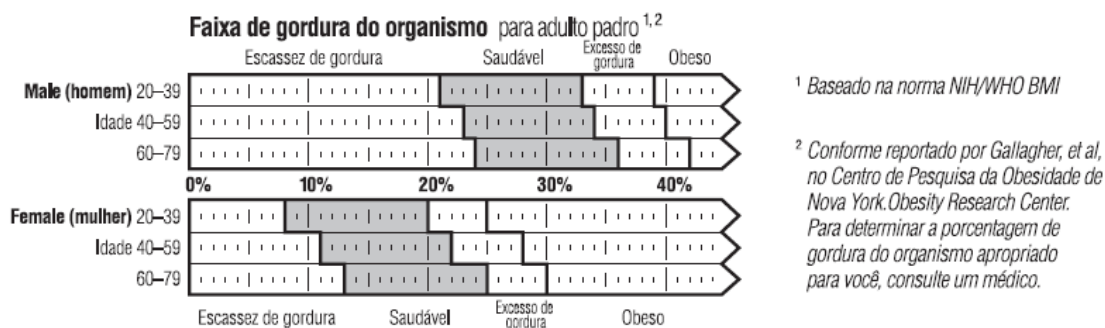 Faixa de gordura do organismo para adulto padro 1,2
Escassez de gordura Saudável Excesso de gordura Obeso
Male (homem) 20–39
Idade 40–59
60–79
0% 10% 20% 30% 40%
Female (mulher) 20–39
Idade 40–59
60–79
Escassez de gordura Saudável Excesso de gordura Obeso
1 Baseado na norma NIH/WHO BMI
2 Conforme reportado por Gallagher, et al,
no Centro de Pesquisa da Obesidade de
Nova York.Obesity Research Center.
Para determinar a porcentagem de
gordura do organismo apropriado
para você, consulte um médico.